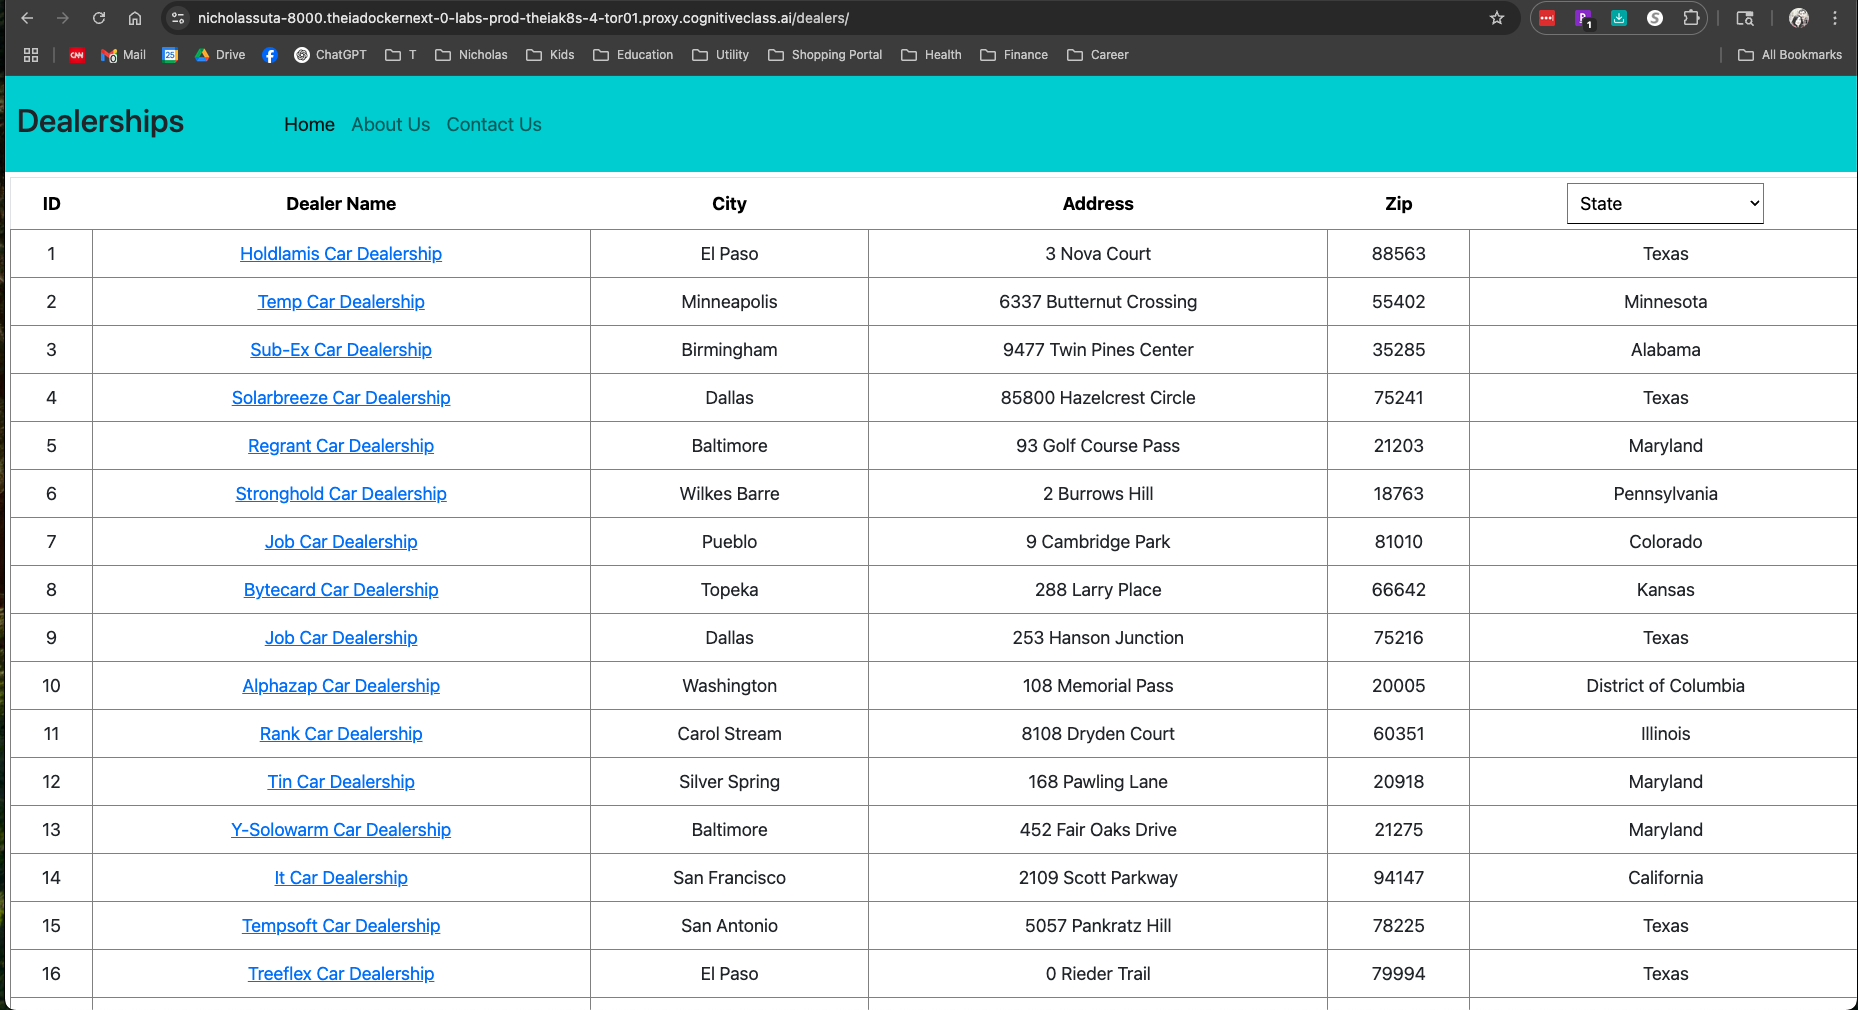 nicholassuta-8000.theiadockernext-0-labs-prod-theiak8s-4-tor01.proxy.cognitiveclass.ai/dealers/
CNN Mail 25 Drive ChatGPT T Nicholas Kids Education Utility Shopping Portal Health Finance Career All Bookmarks
Dealerships Home About Us Contact Us
ID Dealer Name City Address Zip State
1 Holdlamis Car Dealership El Paso 3 Nova Court 88563 Texas
2 Temp Car Dealership Minneapolis 6337 Butternut Crossing 55402 Minnesota
3 Sub-Ex Car Dealership Birmingham 9477 Twin Pines Center 35285 Alabama
4 Solarbreeze Car Dealership Dallas 85800 Hazelcrest Circle 75241 Texas
5 Regrant Car Dealership Baltimore 93 Golf Course Pass 21203 Maryland
6 Stronghold Car Dealership Wilkes Barre 2 Burrows Hill 18763 Pennsylvania
7 Job Car Dealership Pueblo 9 Cambridge Park 81010 Colorado
8 Bytecard Car Dealership Topeka 288 Larry Place 66642 Kansas
9 Job Car Dealership Dallas 253 Hanson Junction 75216 Texas
10 Alphazap Car Dealership Washington 108 Memorial Pass 20005 District of Columbia
11 Rank Car Dealership Carol Stream 8108 Dryden Court 60351 Illinois
12 Tin Car Dealership Silver Spring 168 Pawling Lane 20918 Maryland
13 Y-Solowarm Car Dealership Baltimore 452 Fair Oaks Drive 21275 Maryland
14 It Car Dealership San Francisco 2109 Scott Parkway 94147 California
15 Tempsoft Car Dealership San Antonio 5057 Pankratz Hill 78225 Texas
16 Treeflex Car Dealership El Paso 0 Rieder Trail 79994 Texas